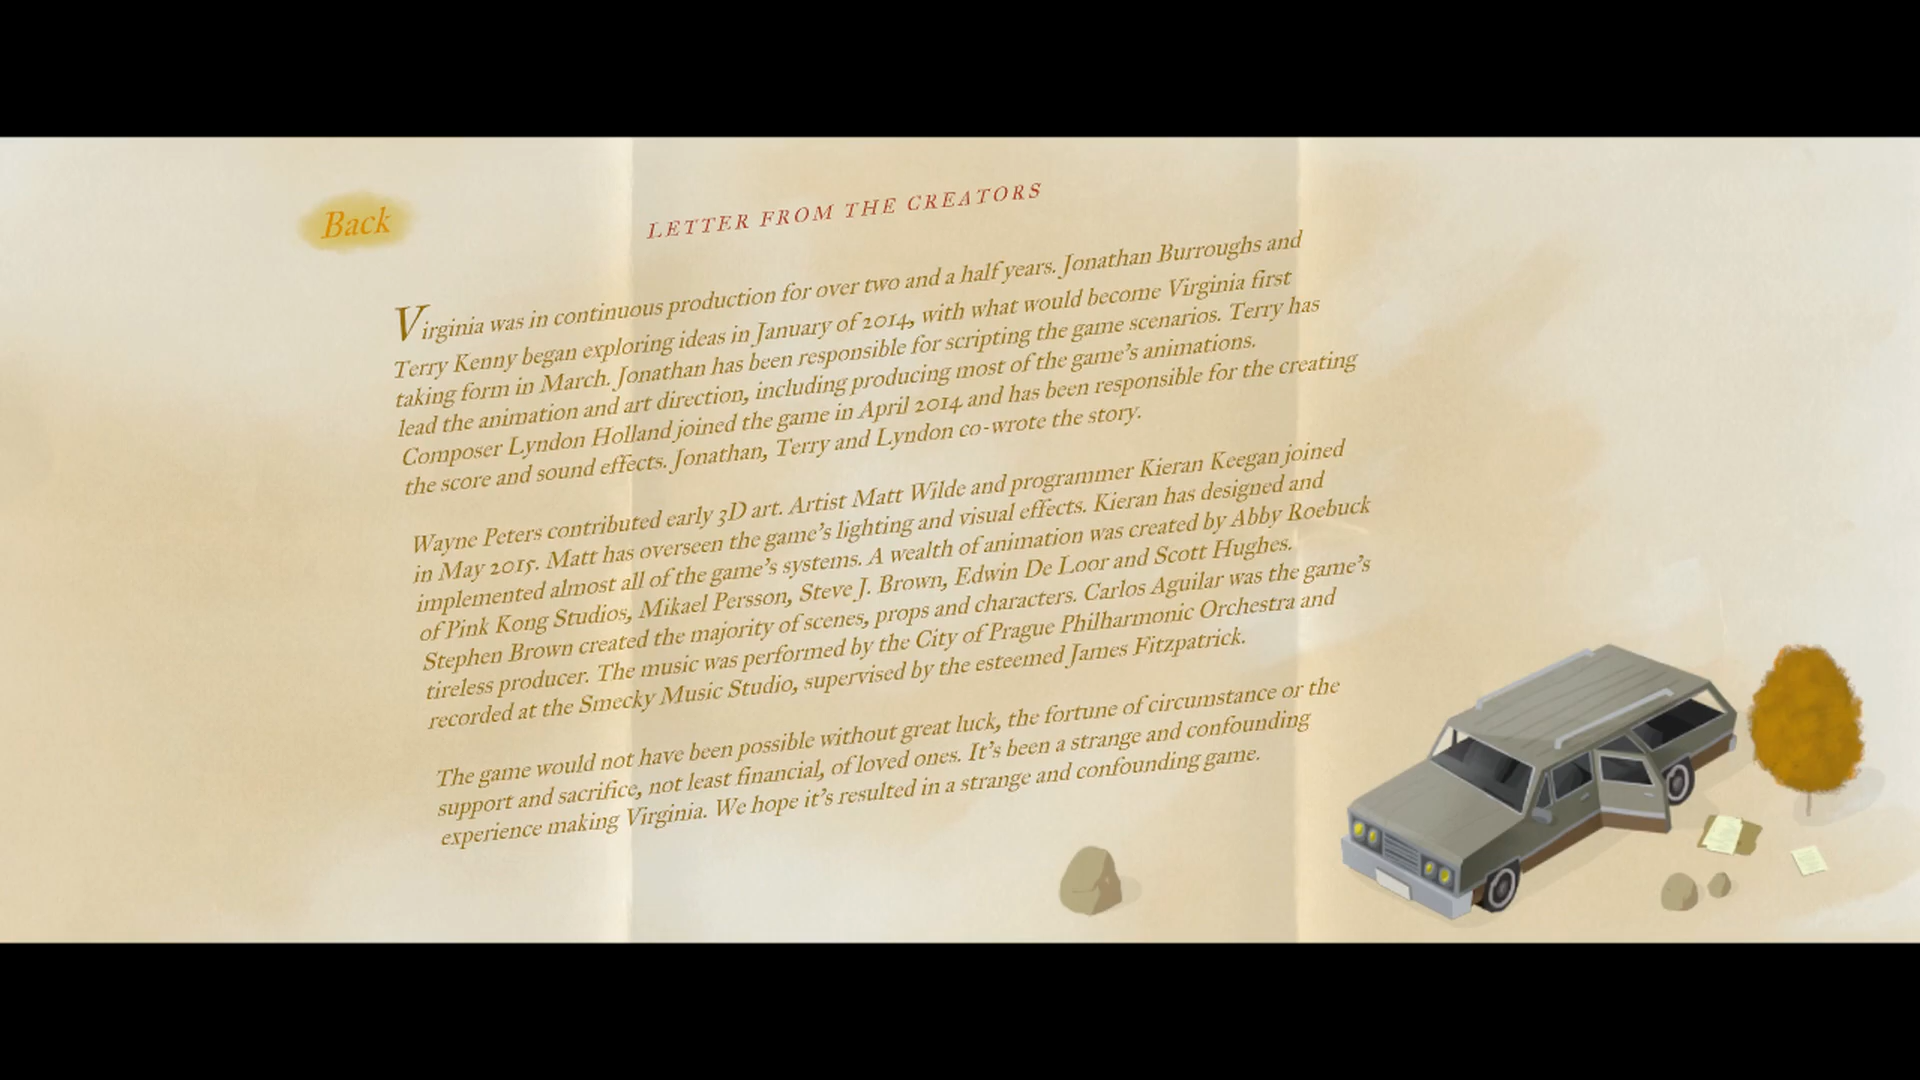 Back
LETTER FROM THE CREATORS
Virginia was in continuous production for over two and a half years. Jonathan Burroughs and
Terry Kenny began exploring ideas in January of 2014, with what would become Virginia first
taking form in March. Jonathan has been responsible for scripting the game scenarios. Terry has
lead the animation and art direction, including producing most of the game's animations.
Composer Lyndon Holland joined the game in April 2014 and has been responsible for the creating
the score and sound effects. Jonathan, Terry and Lyndon co-wrote the story.
Wayne Peters contributed early 3D art. Artist Matt Wilde and programmer Kieran Keegan joined
in May 2015. Matt has overseen the game's lighting and visual effects. Kieran has designed and
implemented almost all of the game's systems. A wealth of animation was created by Abby Roebuck
of Pink Kong Studios, Mikael Persson, Steve J. Brown, Edwin De Loor and Scott Hughes.
Stephen Brown created the majority of scenes, props and characters. Carlos Aguilar was the game's
tireless producer. The music was performed by the City of Prague Philharmonic Orchestra and
recorded at the Smecky Music Studio, supervised by the esteemed James Fitzpatrick.
The game would not have been possible without great luck, the fortune of circumstance or the
support and sacrifice, not least financial, of loved ones. It's been a strange and confounding
experience making Virginia. We hope it's resulted in a strange and confounding game.